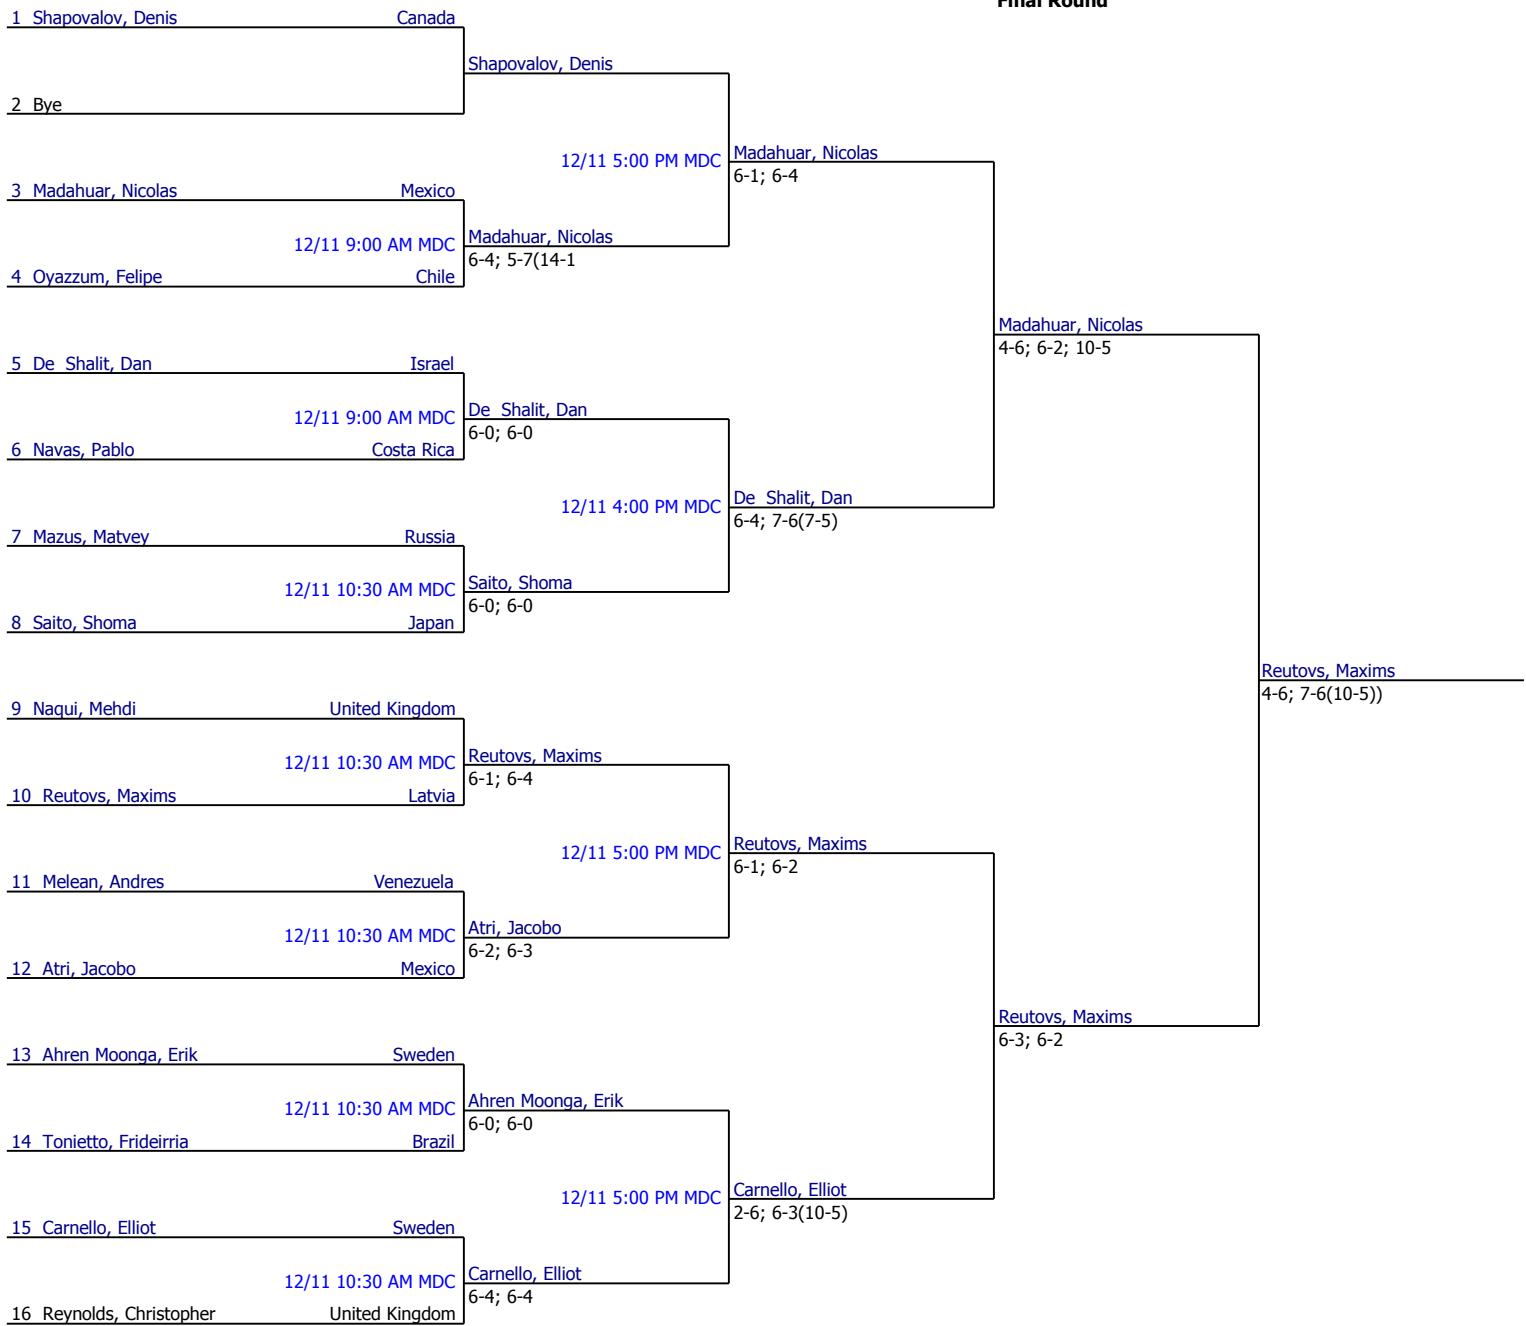 Final Round
1 Shapovalov, Denis Canada
Shapovalov, Denis
2 Bye
12/11 5:00 PM MDC Madahuar, Nicolas
6-1; 6-4
3 Madahuar, Nicolas Mexico
12/11 9:00 AM MDC Madahuar, Nicolas
6-4; 5-7(14-1
4 Oyazzum, Felipe Chile
Madahuar, Nicolas
4-6; 6-2; 10-5
5 De Shalit, Dan Israel
12/11 9:00 AM MDC De Shalit, Dan
6-0; 6-0
6 Navas, Pablo Costa Rica
12/11 4:00 PM MDC De Shalit, Dan
6-4; 7-6(7-5)
7 Mazus, Matvey Russia
12/11 10:30 AM MDC Saito, Shoma
6-0; 6-0
8 Saito, Shoma Japan
Reutovs, Maxims
4-6; 7-6(10-5))
9 Naqui, Mehdi United Kingdom
12/11 10:30 AM MDC Reutovs, Maxims
6-1; 6-4
10 Reutovs, Maxims Latvia
12/11 5:00 PM MDC Reutovs, Maxims
6-1; 6-2
11 Melean, Andres Venezuela
12/11 10:30 AM MDC Atri, Jacobo
6-2; 6-3
12 Atri, Jacobo Mexico
Reutovs, Maxims
6-3; 6-2
13 Ahren Moonga, Erik Sweden
12/11 10:30 AM MDC Ahren Moonga, Erik
6-0; 6-0
14 Tonietto, Frideirria Brazil
12/11 5:00 PM MDC Carnello, Elliot
2-6; 6-3(10-5)
15 Carnello, Elliot Sweden
12/11 10:30 AM MDC Carnello, Elliot
6-4; 6-4
16 Reynolds, Christopher United Kingdom